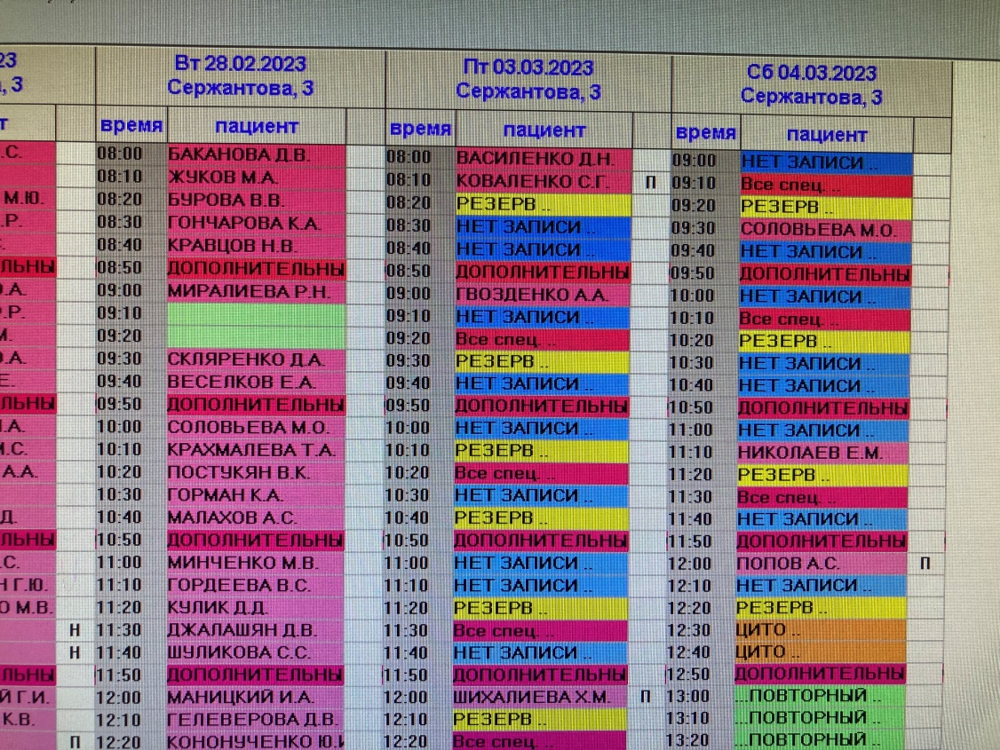 23 Вт 28.02.2023 Пт 03.03.2023 Сб 04.03.2023
, 3 Сержантова, 3 Сержантова, 3 Сержантова, 3
т время пациент время пациент время пациент
.С. 08:00 БАКАНОВА Д.В. 08:00 ВАСИЛЕНКО Д.Н. 09:00 НЕТ ЗАПИСИ ..
08:10 ЖУКОВ М.А. 08:10 КОВАЛЕНКО С.Г. П 09:10 Все спец. ..
М.Ю. 08:20 БУРОВА В.В. 08:20 РЕЗЕРВ .. 09:20 РЕЗЕРВ ..
.Р. 08:30 ГОНЧАРОВА К.А. 08:30 НЕТ ЗАПИСИ .. 09:30 СОЛОВЬЕВА М.О.
08:40 КРАВЦОВ Н.В. 08:40 НЕТ ЗАПИСИ .. 09:40 НЕТ ЗАПИСИ ..
ЛЬНЫ 08:50 ДОПОЛНИТЕЛЬНЫ 08:50 ДОПОЛНИТЕЛЬНЫ 09:50 ДОПОЛНИТЕЛЬНЫ
.А. 09:00 МИРАЛИЕВА Р.Н. 09:00 ГВОЗДЕНКО А.А. 10:00 НЕТ ЗАПИСИ ..
.Р. 09:10 09:10 НЕТ ЗАПИСИ .. 10:10 Все спец. ..
М. 09:20 09:20 Все спец. .. 10:20 РЕЗЕРВ ..
.А. 09:30 СКЛЯРЕНКО Д.А. 09:30 РЕЗЕРВ .. 10:30 НЕТ ЗАПИСИ ..
Е. 09:40 ВЕСЕЛКОВ Е.А. 09:40 НЕТ ЗАПИСИ .. 10:40 НЕТ ЗАПИСИ ..
ЛЬНЫ 09:50 ДОПОЛНИТЕЛЬНЫ 09:50 ДОПОЛНИТЕЛЬНЫ 10:50 ДОПОЛНИТЕЛЬНЫ
.А. 10:00 СОЛОВЬЕВА М.О. 10:00 НЕТ ЗАПИСИ .. 11:00 НЕТ ЗАПИСИ ..
М.С. 10:10 КРАХМАЛЕВА Т.А. 10:10 РЕЗЕРВ .. 11:10 НИКОЛАЕВ Е.М.
А.А. 10:20 ПОСТУКЯН В.К. 10:20 Все спец. .. 11:20 РЕЗЕРВ ..
10:30 ГОРМАН К.А. 10:30 НЕТ ЗАПИСИ .. 11:30 Все спец. ..
Д. 10:40 МАЛАХОВ А.С. 10:40 РЕЗЕРВ .. 11:40 НЕТ ЗАПИСИ ..
ЛЬНЫ 10:50 ДОПОЛНИТЕЛЬНЫ 10:50 ДОПОЛНИТЕЛЬНЫ 11:50 ДОПОЛНИТЕЛЬНЫ
.С. 11:00 МИНЧЕНКО М.В. 11:00 НЕТ ЗАПИСИ .. 12:00 ПОПОВ А.С. П
Н Г.Ю. 11:10 ГОРДЕЕВА В.С. 11:10 НЕТ ЗАПИСИ .. 12:10 НЕТ ЗАПИСИ ..
О М.В. 11:20 КУЛИК Д.Д. 11:20 РЕЗЕРВ .. 12:20 РЕЗЕРВ ..
Н 11:30 ДЖАЛАШЯН Д.В. 11:30 Все спец. .. 12:30 ЦИТО ..
Н 11:40 ШУЛИКОВА С.С. 11:40 НЕТ ЗАПИСИ .. 12:40 ЦИТО ..
ЛЬНЫ 11:50 ДОПОЛНИТЕЛЬНЫ 11:50 ДОПОЛНИТЕЛЬНЫ 12:50 ДОПОЛНИТЕЛЬНЫ
Й Г.И. 12:00 МАНИЦКИЙ И.А. 12:00 ШИХАЛИЕВА Х.М. П 13:00 ...ПОВТОРНЫЙ ..
К.В. 12:10 ГЕЛЕВЕРОВА Д.В. 12:10 РЕЗЕРВ .. 13:10 ...ПОВТОРНЫЙ ..
П 12:20 КОНОНУЧЕНКО Ю.И 12:20 Все спец. .. 13:20 ...ПОВТОРНЫЙ ..